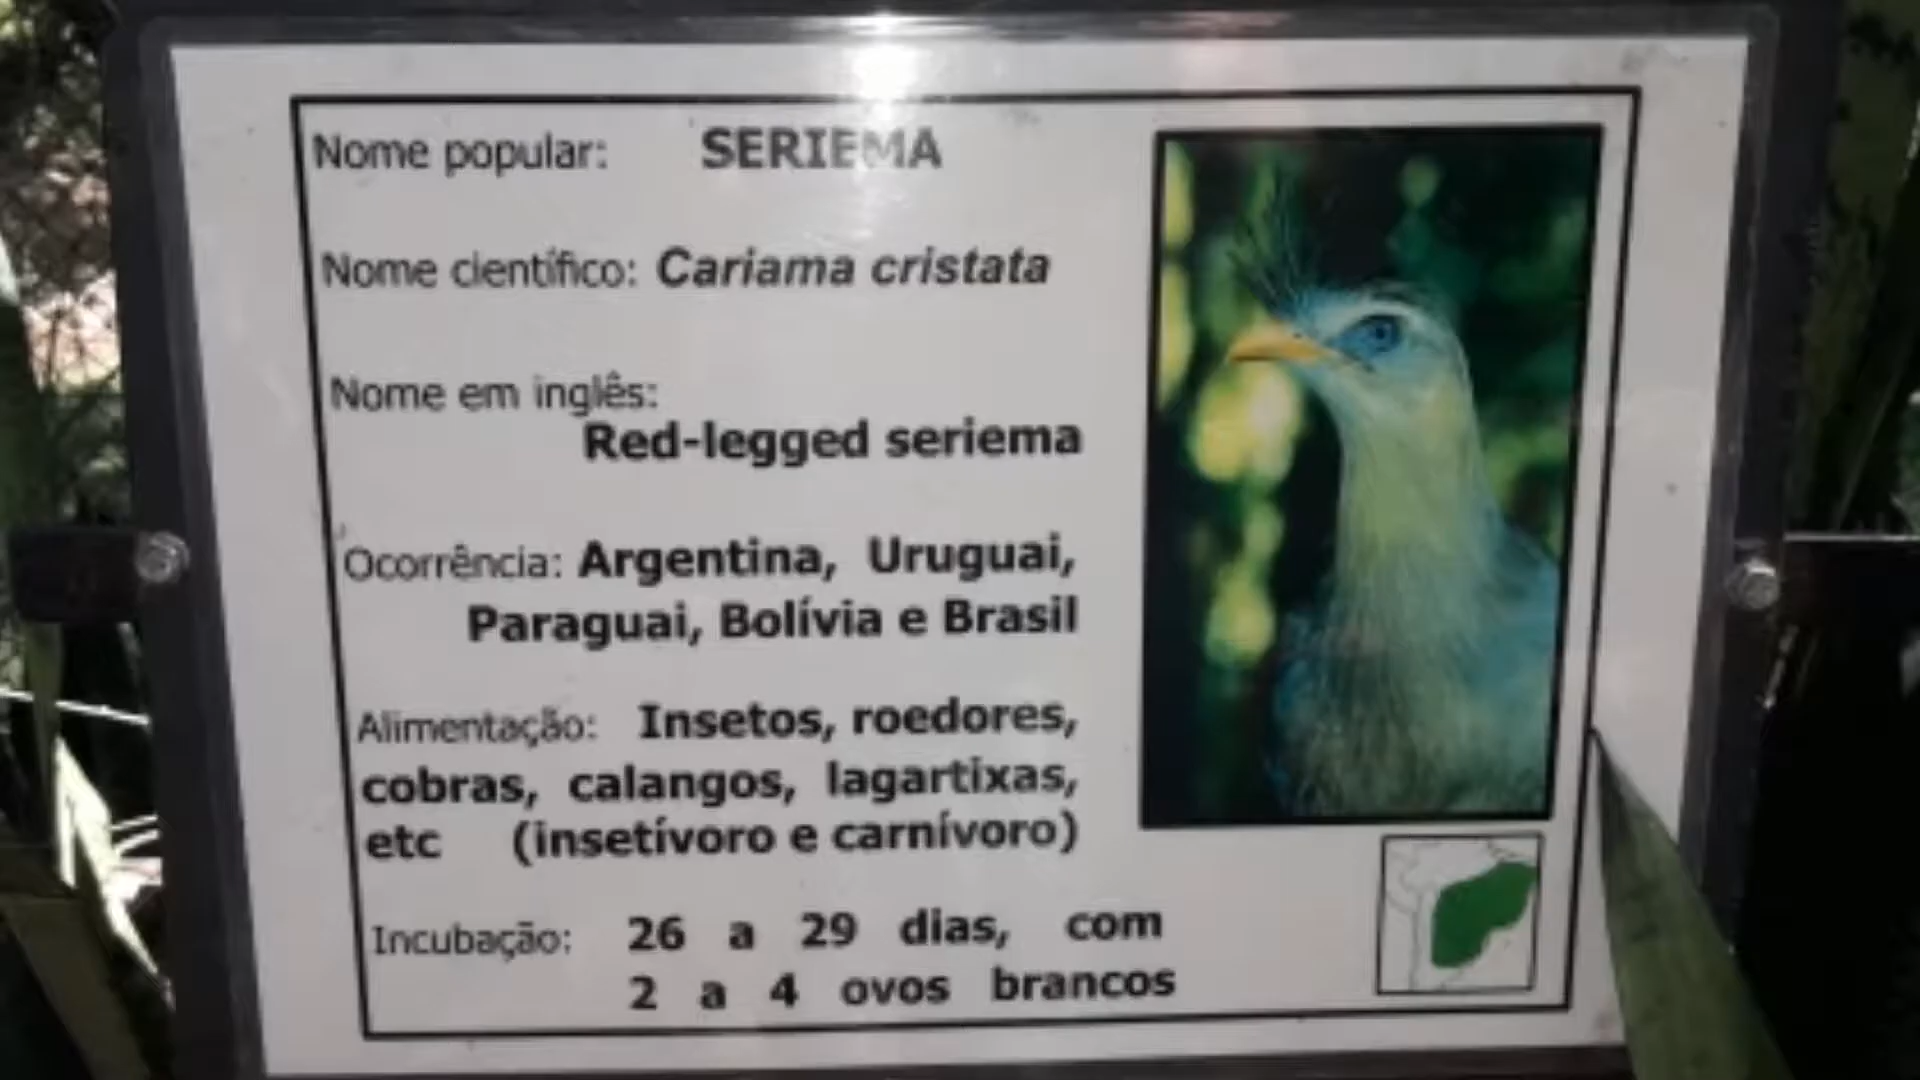 Nome popular: SERIEMA
Nome científico: Cariama cristata
Nome em inglês:
Red-legged seriema
Ocorrência: Argentina, Uruguai,
Paraguai, Bolívia e Brasil
Alimentação: Insetos, roedores,
cobras, calangos, lagartixas,
etc (insetívoro e carnívoro)
Incubação: 26 a 29 dias, com
2 a 4 ovos brancos